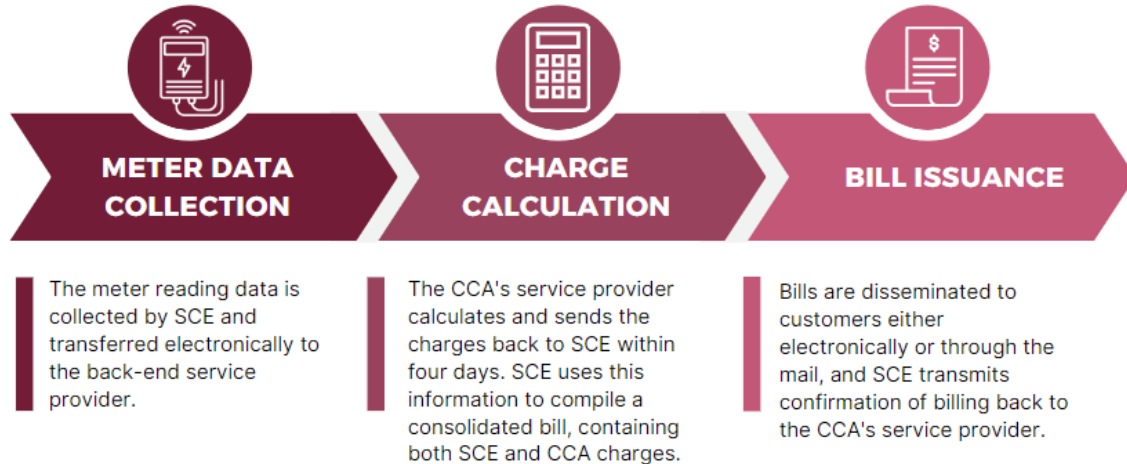 $
METER DATA
COLLECTION
CHARGE
CALCULATION
BILL ISSUANCE
The meter reading data is
collected by SCE and
transferred electronically to
the back-end service
provider.
The CCA's service provider
calculates and sends the
charges back to SCE within
four days. SCE uses this
information to compile a
consolidated bill, containing
both SCE and CCA charges.
Bills are disseminated to
customers either
electronically or through the
mail, and SCE transmits
confirmation of billing back to
the CCA's service provider.